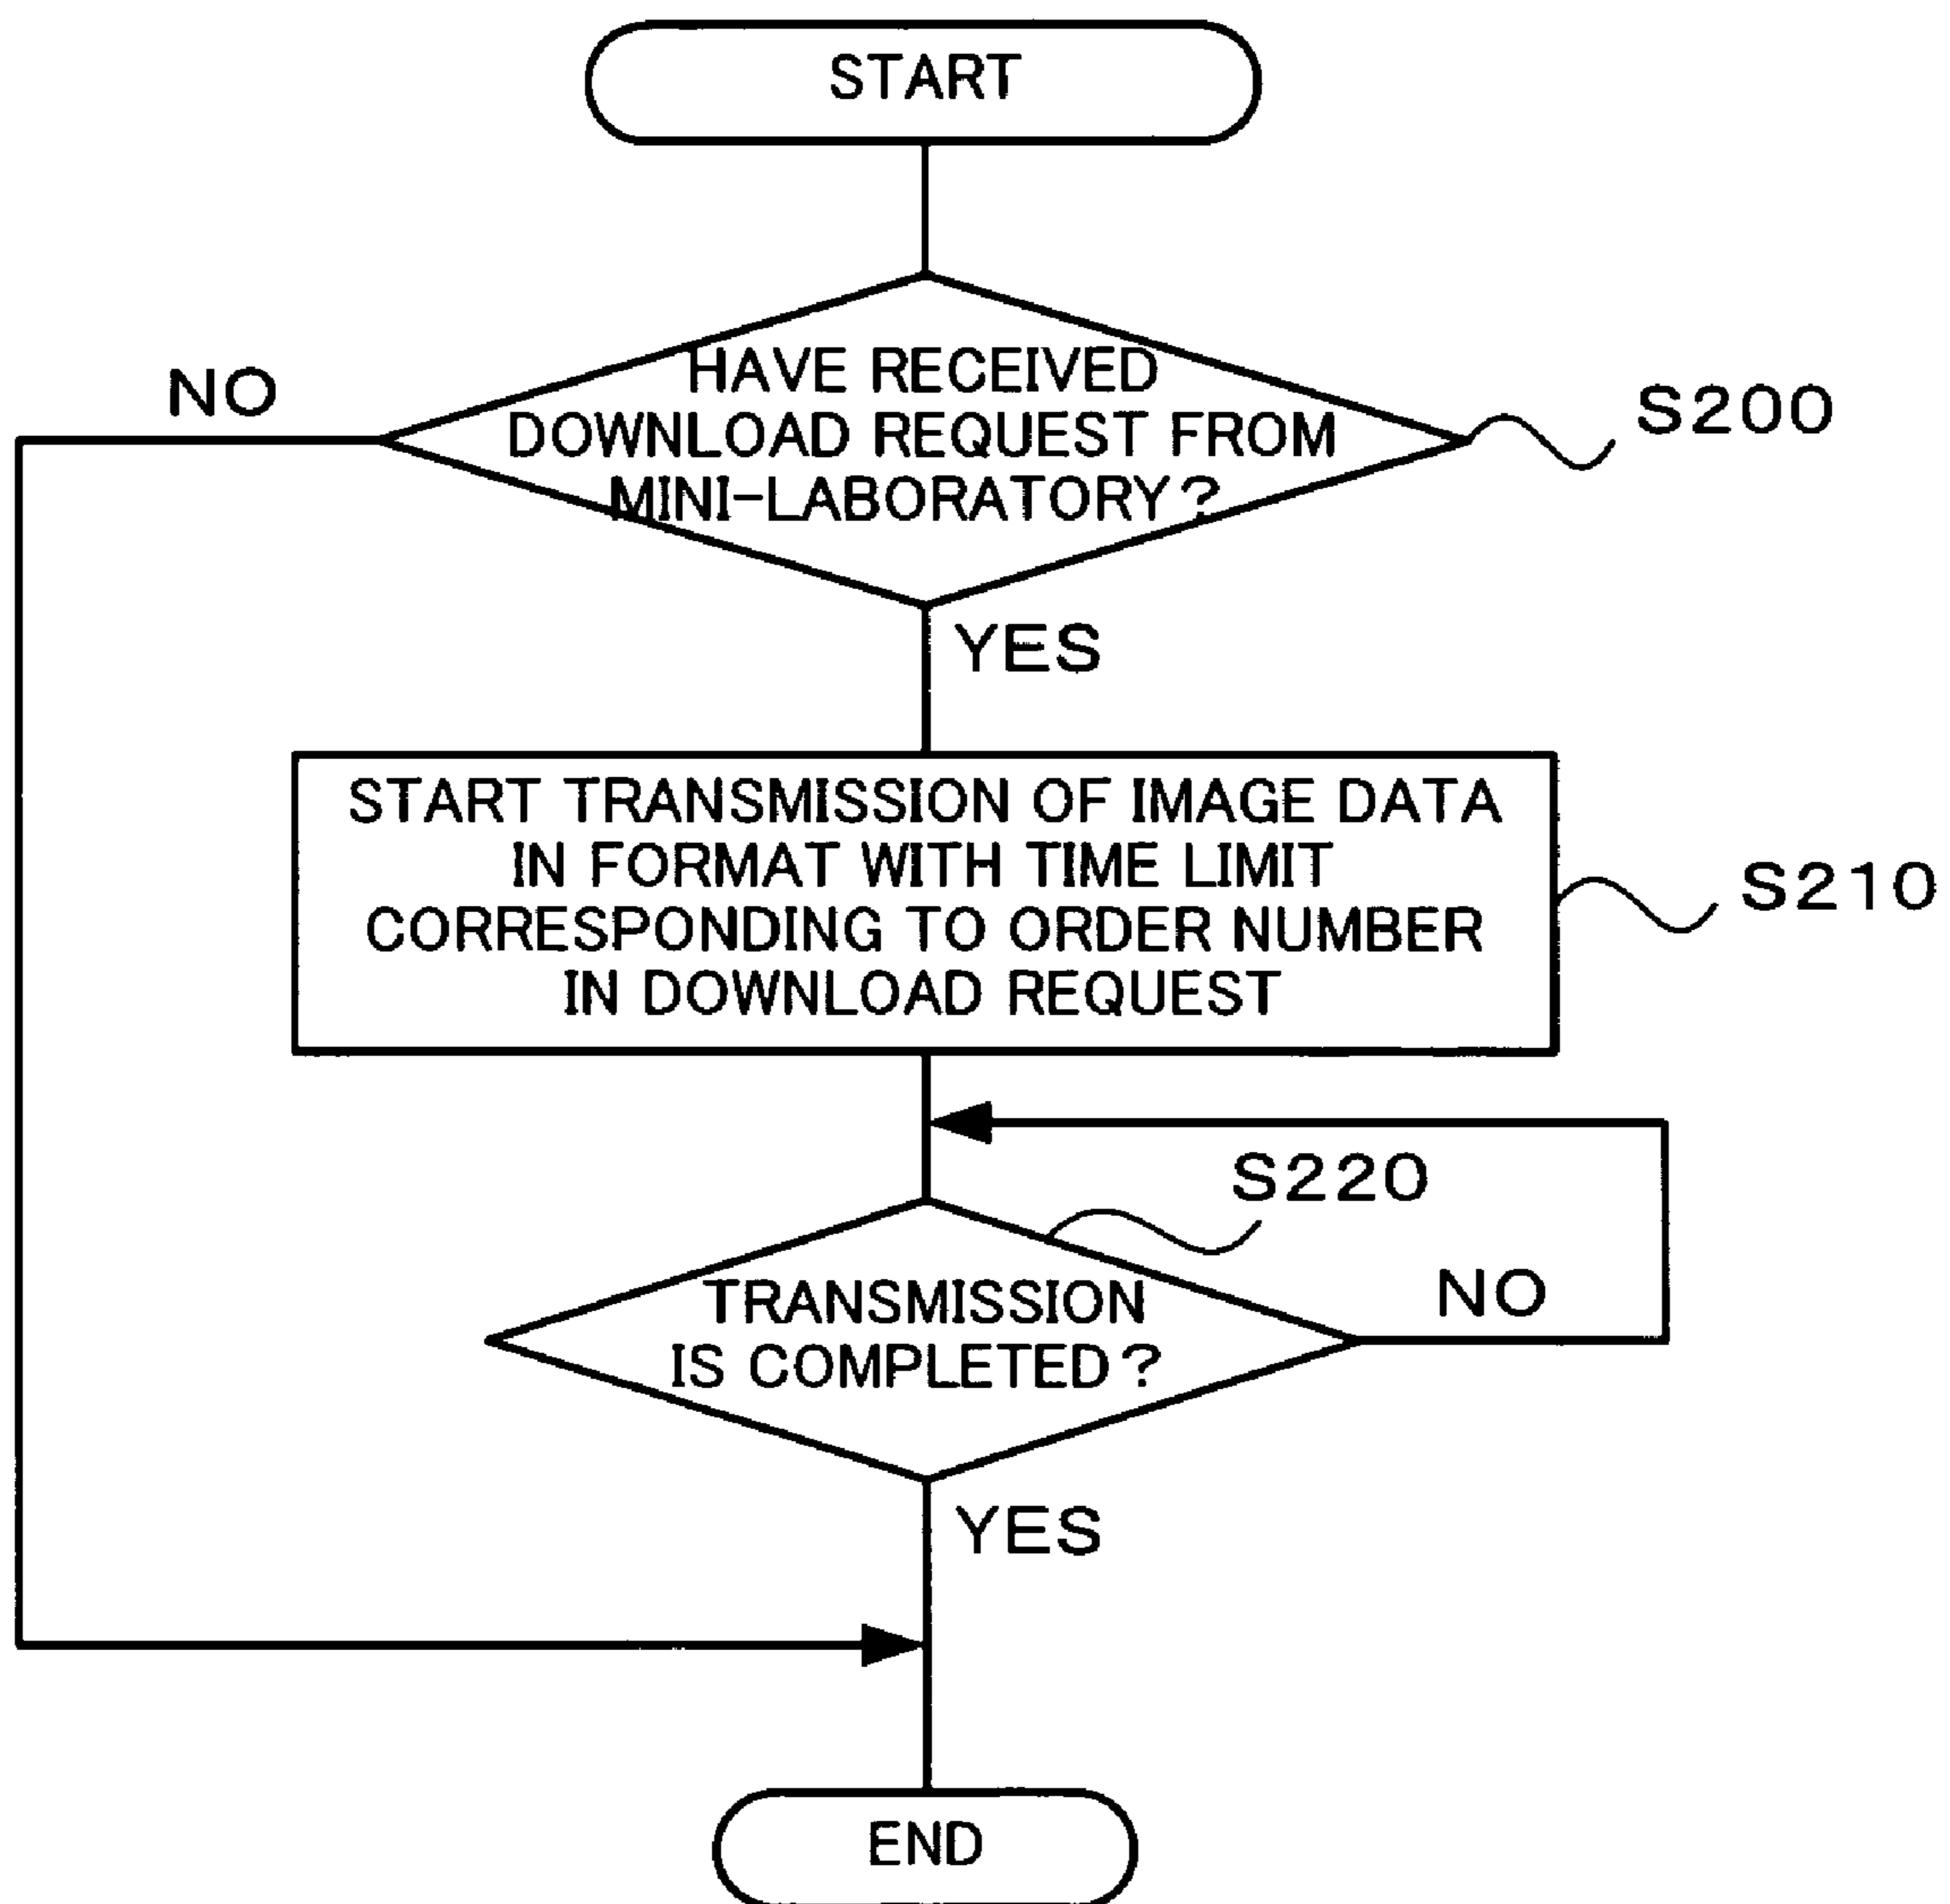 START
NO
HAVE RECEIVED
DOWNLOAD REQUEST FROM
MINI-LABORATORY?
S200
YES
START TRANSMISSION OF IMAGE DATA
IN FORMAT WITH TIME LIMIT
CORRESPONDING TO ORDER NUMBER
IN DOWNLOAD REQUEST
S210
S220
TRANSMISSION
IS COMPLETED?
NO
YES
END